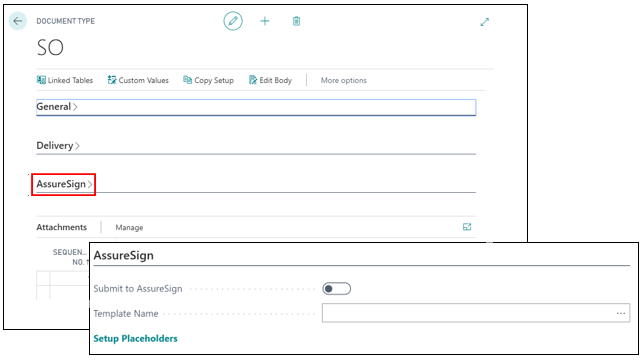 DOCUMENT TYPE
SO
Linked Tables Custom Values Copy Setup Edit Body More options
General
Delivery
AssureSign
Attachments Manage
SEQUEN...
NO. ↑
AssureSign
Submit to AssureSign
Template Name ...
Setup Placeholders